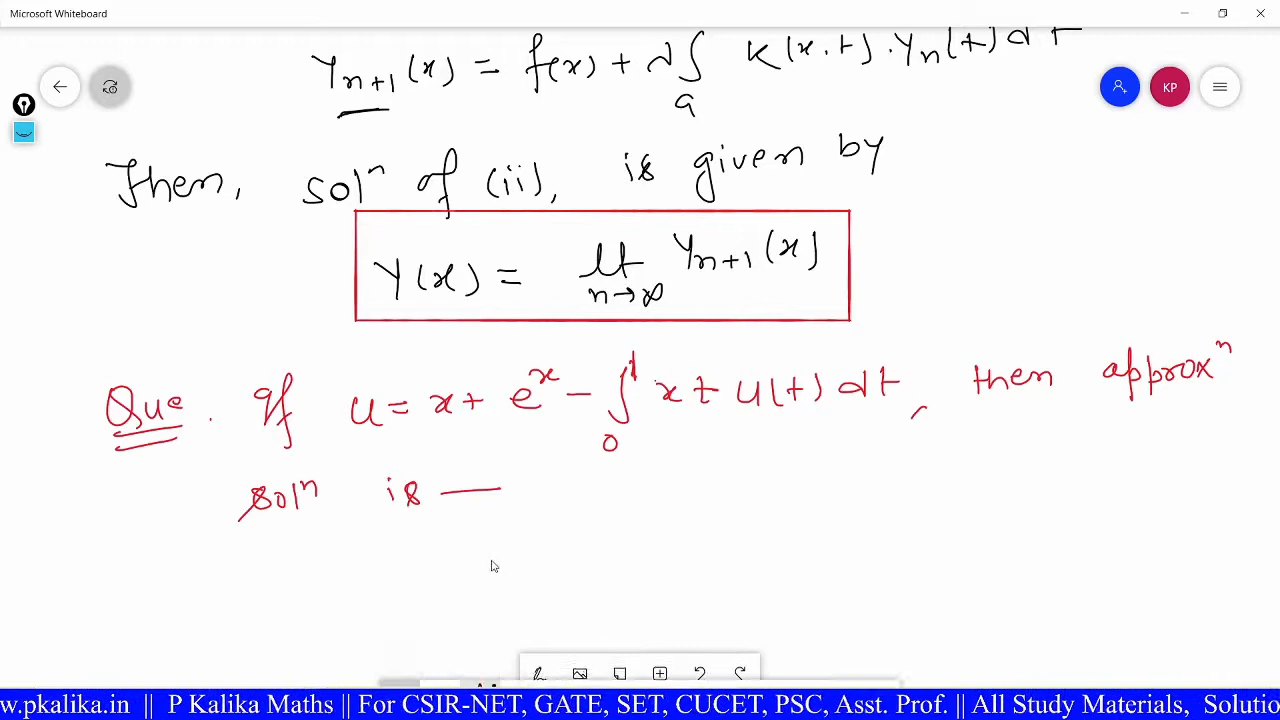 Microsoft Whiteboard
Yₙ₊₁(x) = f(x) + λ∫ₐ K(x,t).Yₙ(t) dt
KP
Then, solⁿ of (ii), is given by
Y(x) = lt n→∞ Yₙ₊₁(x)
Que. If u = x + eˣ - ∫₀¹ x t u(t) dt, then approxⁿ
solⁿ is —
w.pkalika.in || P Kalika Maths || For CSIR-NET, GATE, SET, CUCET, PSC, Asst. Prof. || All Study Materials, Solutio